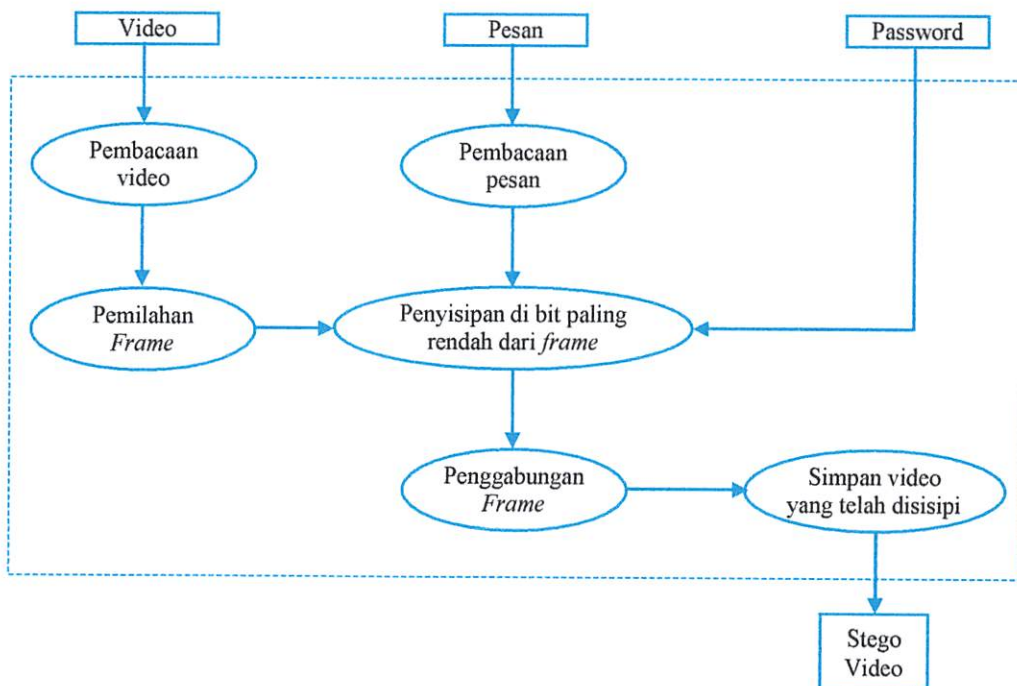 Video
Pesan
Password
Pembacaan
video
Pembacaan
pesan
Pemilahan
Frame
Penyisipan di bit paling
rendah dari frame
Penggabungan
Frame
Simpan video
yang telah disisipi
Stego
Video